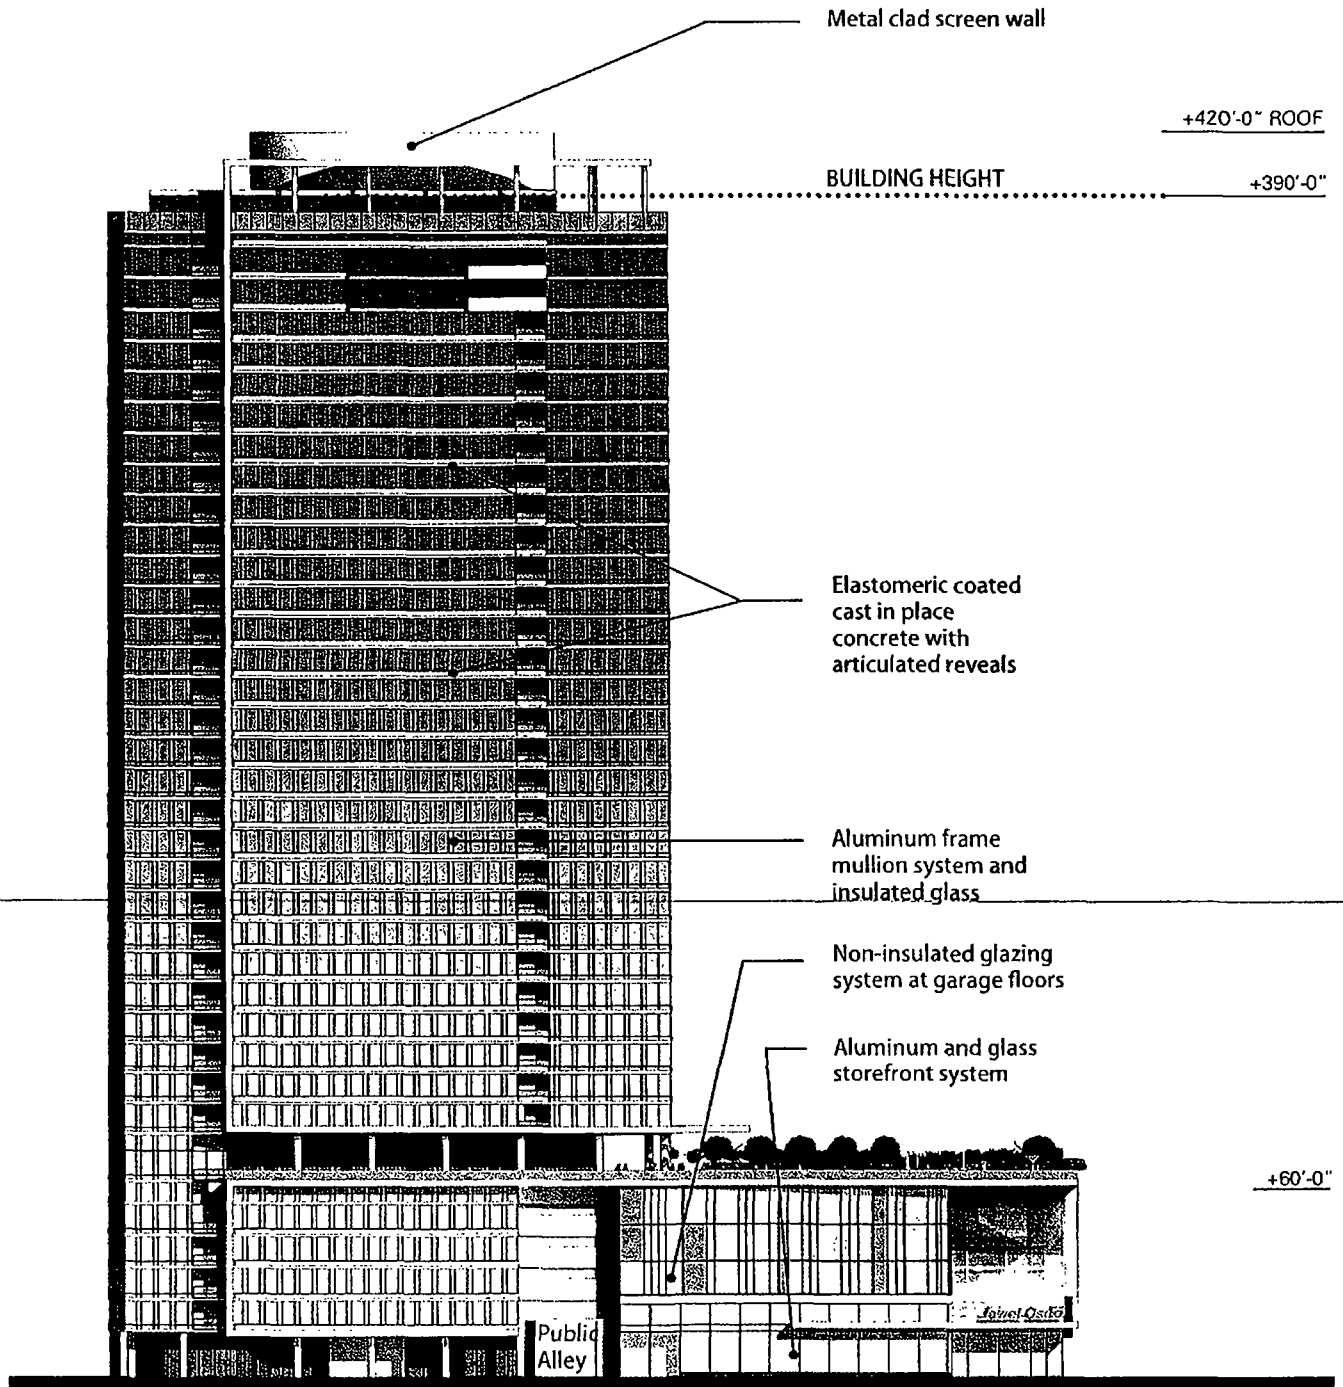 Metal clad screen wall
+420'-0" ROOF
BUILDING HEIGHT
+390'-0"
Elastomeric coated
cast in place
concrete with
articulated reveals
Aluminum frame
mullion system and
insulated glass
Non-insulated glazing
system at garage floors
Aluminum and glass
storefront system
+60'-0"
Public
Alley